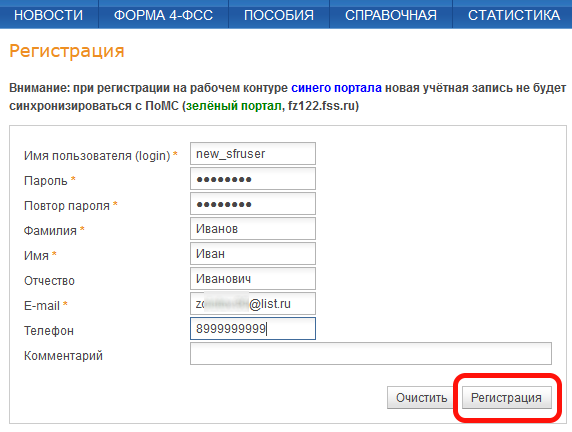 НОВОСТИ ФОРМА 4-ФСС ПОСОБИЯ СПРАВОЧНАЯ СТАТИСТИКА
Регистрация
Внимание: при регистрации на рабочем контуре синего портала новая учётная запись не будет
синхронизироваться с ПоМС (зелёный портал, fz122.fss.ru)
Имя пользователя (login) * new_sfruser
Пароль * ●●●●●●●●
Повтор пароля * ●●●●●●●●
Фамилия * Иванов
Имя * Иван
Отчество Иванович
E-mail * @list.ru
Телефон 8999999999
Комментарий
Очистить Регистрация